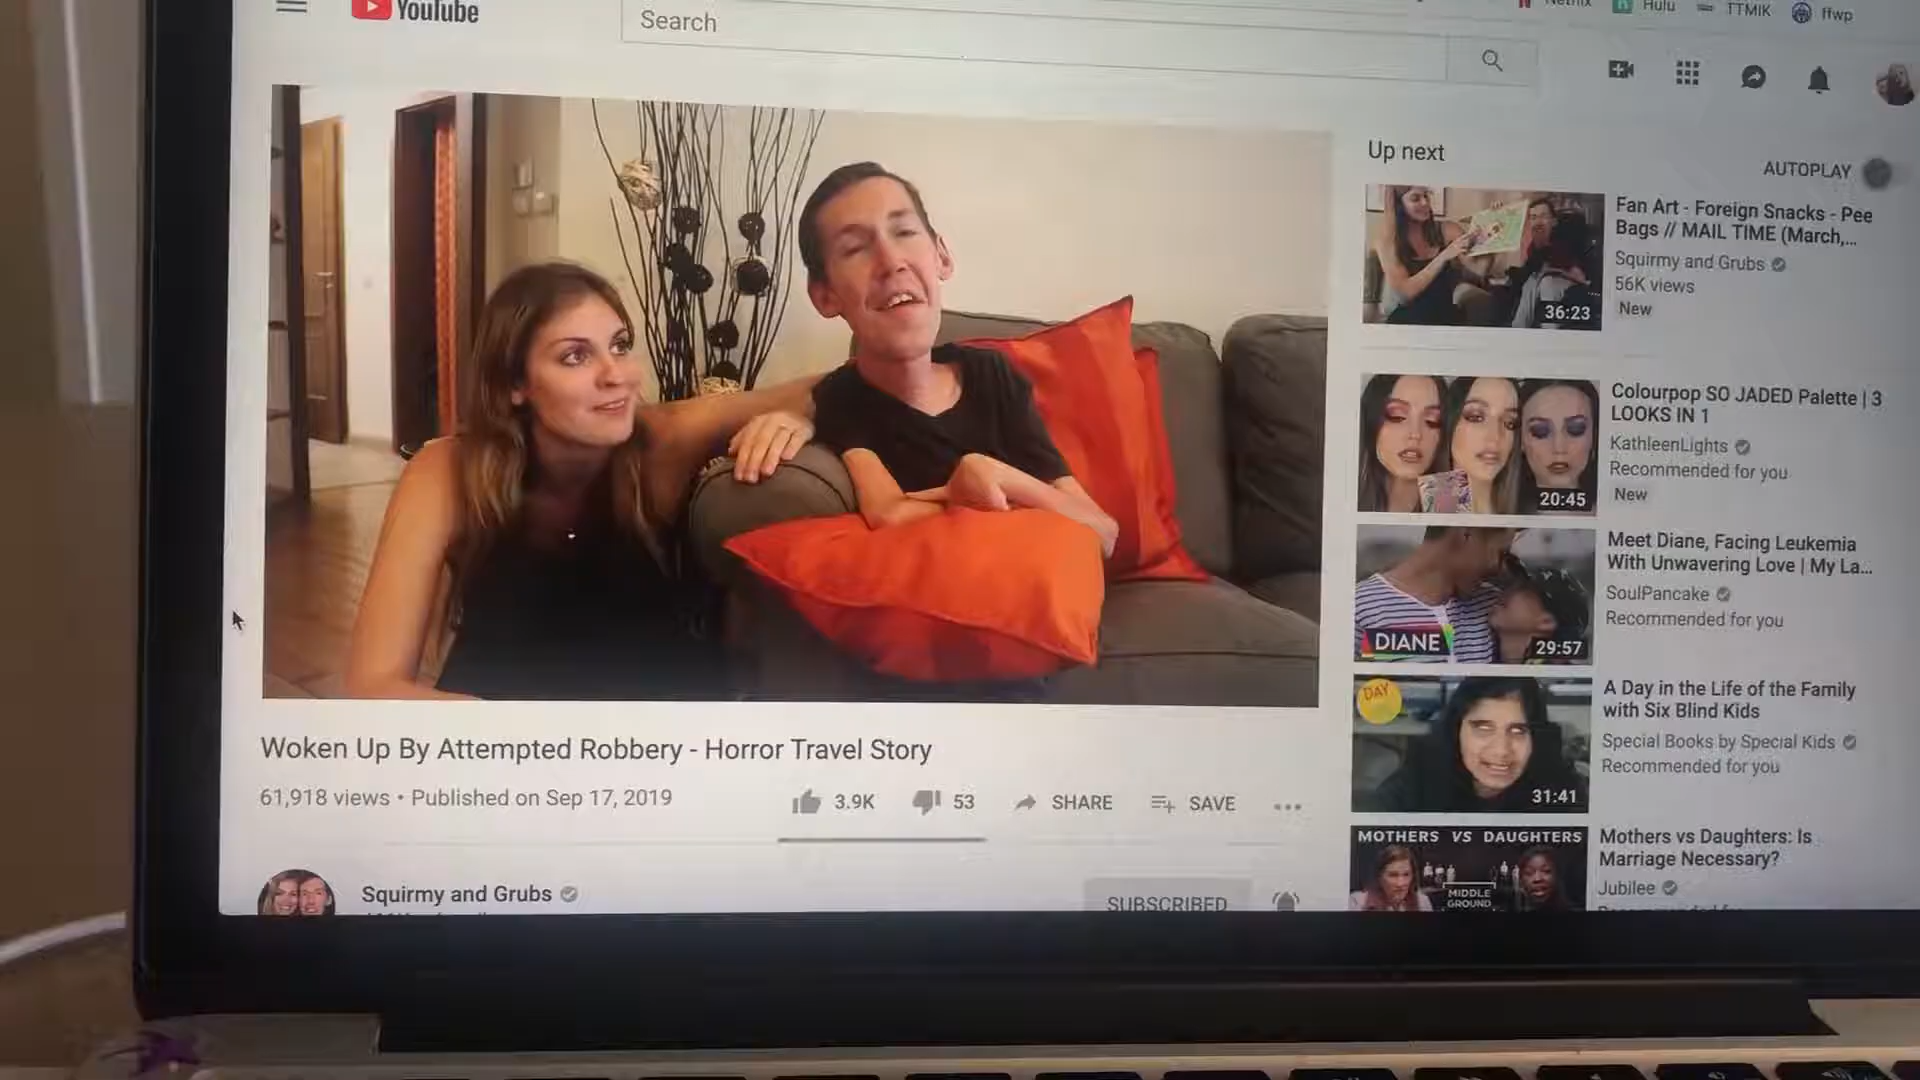 YouTube
Search
Hulu
TTMIK
ffwp
Up next
AUTOPLAY
Fan Art - Foreign Snacks - Pee
Bags // MAIL TIME (March,...
Squirmy and Grubs
56K views
New
36:23
Colourpop SO JADED Palette | 3
LOOKS IN 1
KathleenLights
Recommended for you
New
20:45
Meet Diane, Facing Leukemia
With Unwavering Love | My La...
SoulPancake
Recommended for you
DIANE
29:57
A Day in the Life of the Family
with Six Blind Kids
Special Books by Special Kids
Recommended for you
DAY
31:41
MOTHERS VS DAUGHTERS
MIDDLE
GROUND
Mothers vs Daughters: Is
Marriage Necessary?
Jubilee
Woken Up By Attempted Robbery - Horror Travel Story
61,918 views • Published on Sep 17, 2019
3.9K
53
SHARE
SAVE
Squirmy and Grubs
SUBSCRIBED